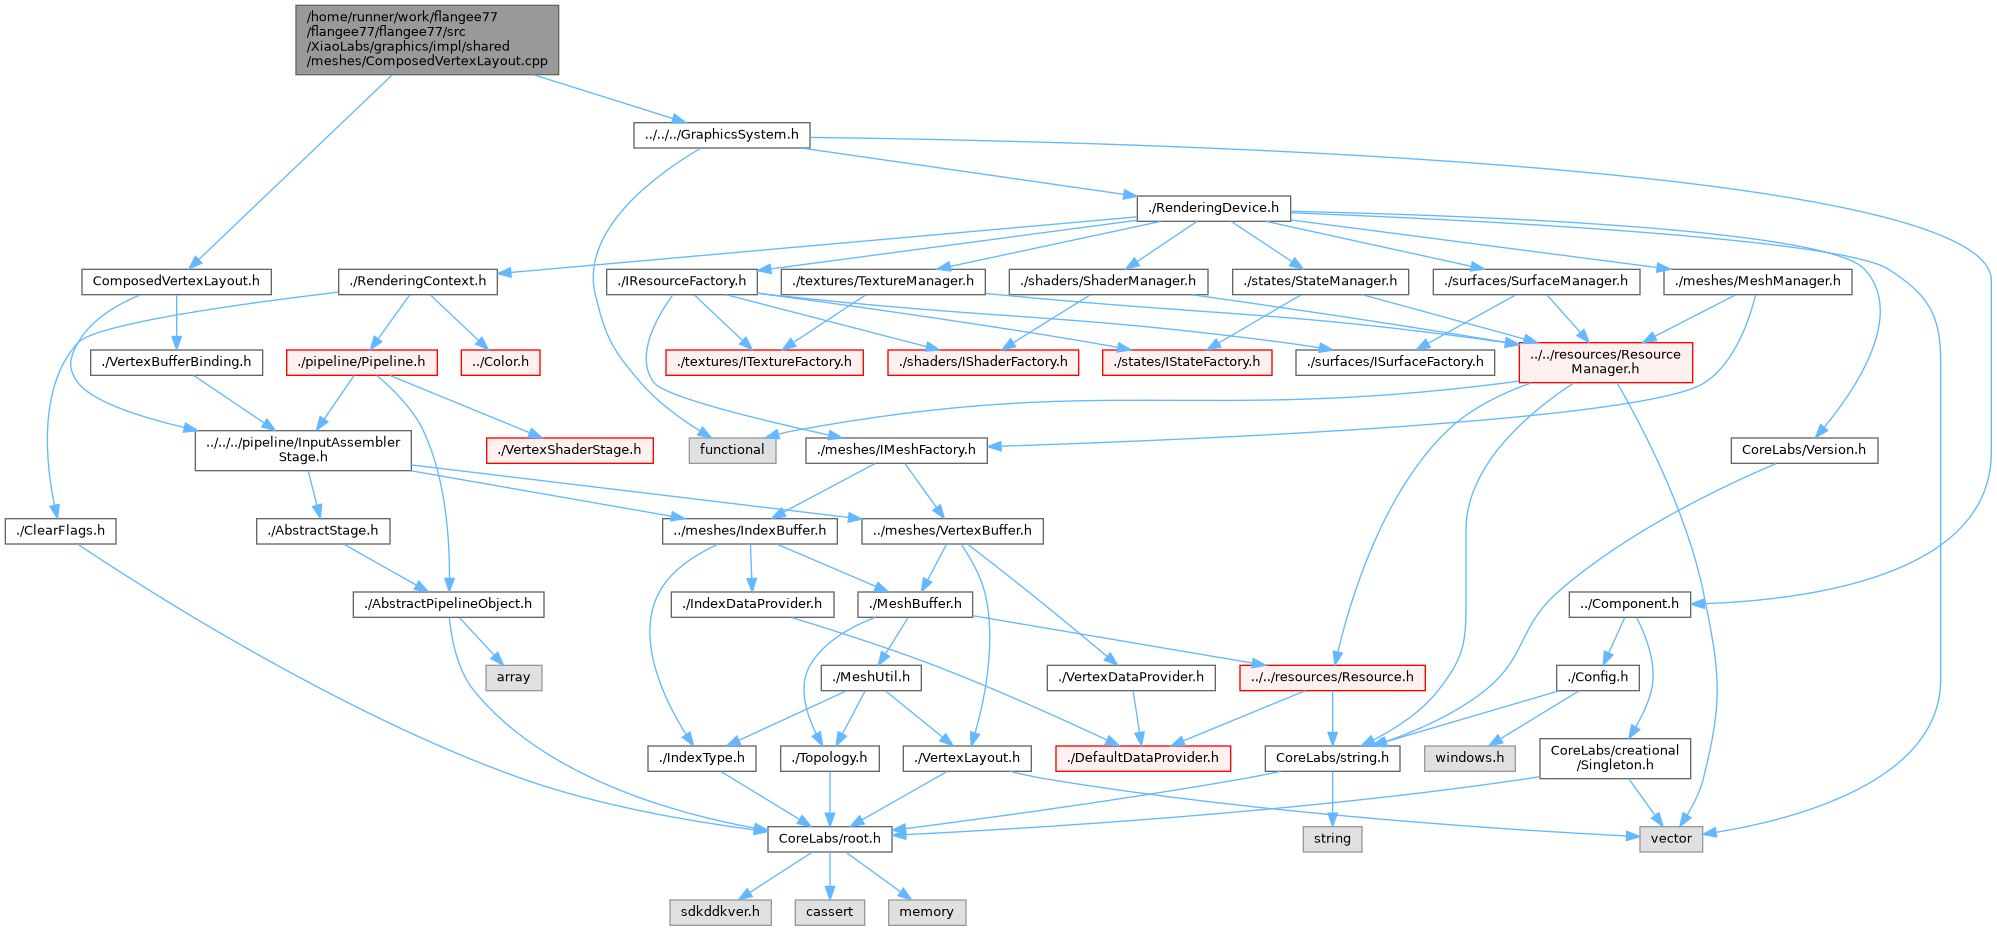 /home/runner/work/flangee77
/flangee77/flangee77/src
/XiaoLabs/graphics/impl/shared
/meshes/ComposedVertexLayout.cpp
../../../GraphicsSystem.h
./RenderingDevice.h
ComposedVertexLayout.h
./RenderingContext.h
./IResourceFactory.h
./textures/TextureManager.h
./shaders/ShaderManager.h
./states/StateManager.h
./surfaces/SurfaceManager.h
./meshes/MeshManager.h
./VertexBufferBinding.h
./pipeline/Pipeline.h
../Color.h
./textures/ITextureFactory.h
./shaders/IShaderFactory.h
./states/IStateFactory.h
./surfaces/ISurfaceFactory.h
../../resources/Resource
Manager.h
../../../pipeline/InputAssembler
Stage.h
./VertexShaderStage.h
functional
./meshes/IMeshFactory.h
CoreLabs/Version.h
./ClearFlags.h
./AbstractStage.h
../meshes/IndexBuffer.h
../meshes/VertexBuffer.h
./AbstractPipelineObject.h
./IndexDataProvider.h
./MeshBuffer.h
../Component.h
array
./MeshUtil.h
./VertexDataProvider.h
../../resources/Resource.h
./Config.h
./IndexType.h
./Topology.h
./VertexLayout.h
./DefaultDataProvider.h
CoreLabs/string.h
windows.h
CoreLabs/creational
/Singleton.h
CoreLabs/root.h
string
vector
sdkddkver.h
cassert
memory